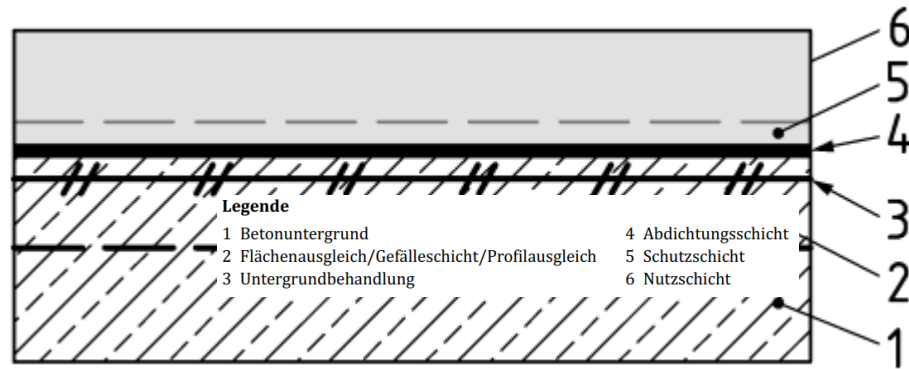 6
5
4
3
Legende
1 Betonuntergrund
2 Flächenausgleich/Gefälleschicht/Profilausgleich
3 Untergrundbehandlung
4 Abdichtungsschicht
5 Schutzschicht
6 Nutzschicht
2
1